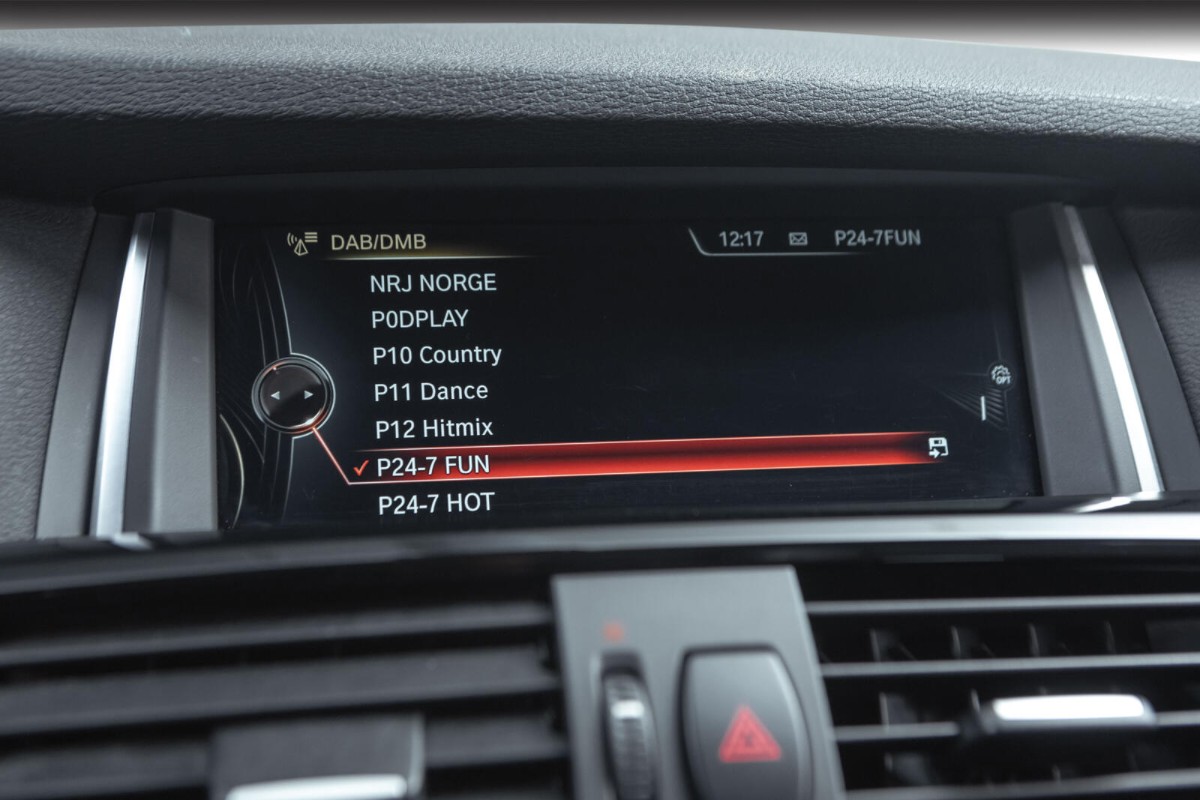 DAB/DMB
12:17 P24-7FUN
NRJ NORGE
P0DPLAY
P10 Country
P11 Dance
P12 Hitmix
P24-7 FUN
P24-7 HOT
OPT